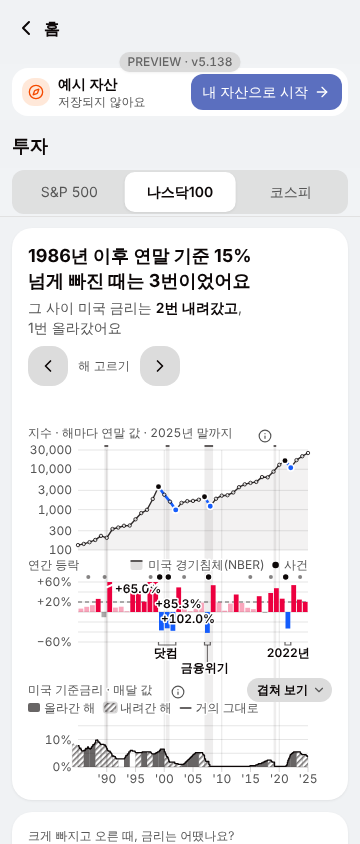 홈
PREVIEW · v5.138
예시 자산
저장되지 않아요
내 자산으로 시작 →
투자
S&P 500
나스닥100
코스피
1986년 이후 연말 기준 15%
넘게 빠진 때는 3번이었어요
그 사이 미국 금리는 2번 내려갔고,
1번 올라갔어요
해 고르기
지수 · 해마다 연말 값 · 2025년 말까지
30,000
10,000
3,000
1,000
300
100
연간 등락
미국 경기침체(NBER)
사건
+60%
+20%
−60%
+65.0%
+85.3%
+102.0%
닷컴
금융위기
2022년
미국 기준금리 · 매달 값
겹쳐 보기
올라간 해
내려간 해
거의 그대로
10%
0%
'90 '95 '00 '05 '10 '15 '20 '25
크게 빠지고 오른 때, 금리는 어땠나요?